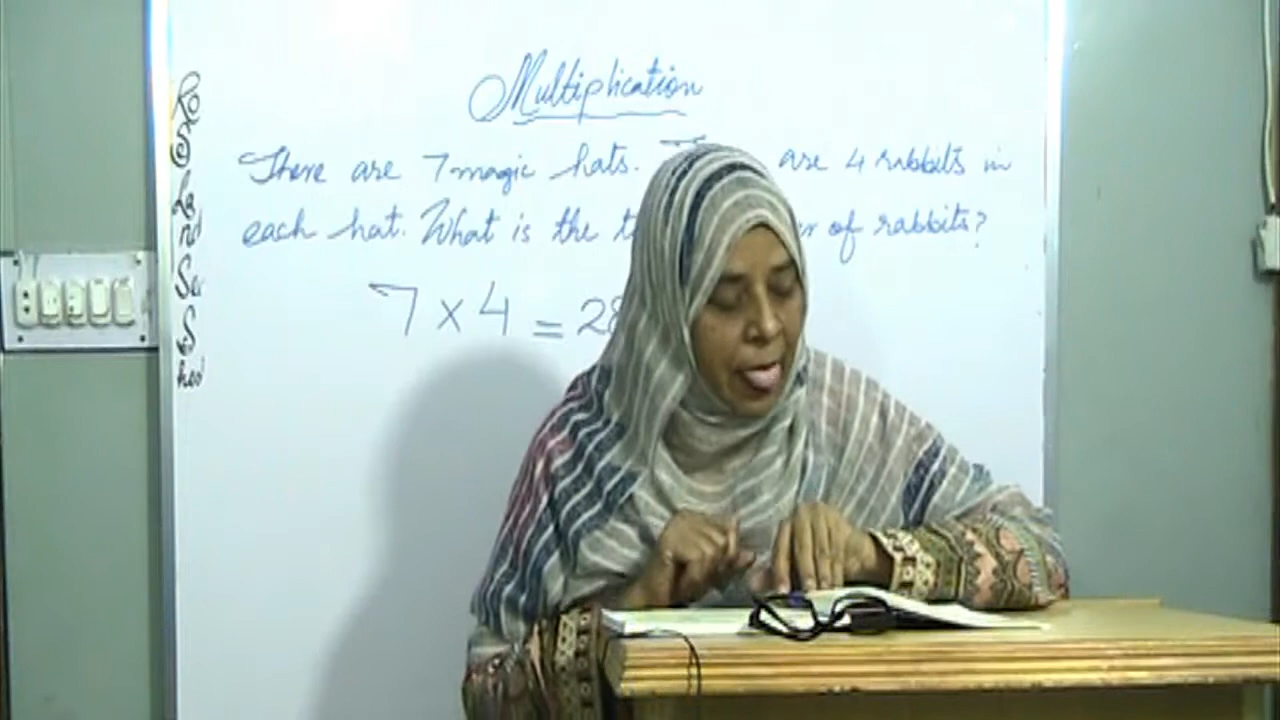 Multiplication
There are 7 magic hats. are 4 rabbits in
each hat. What is the of rabbits?
7 x 4 = 28